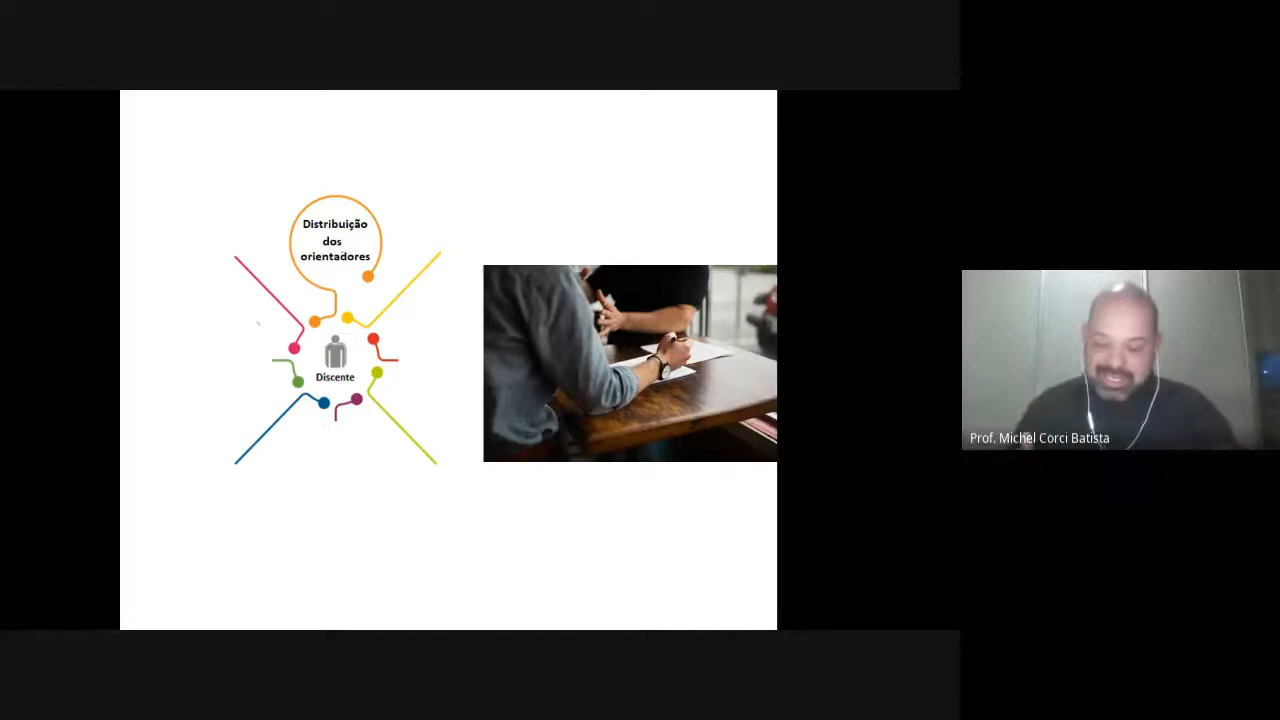 Distribuição
dos
orientadores
Discente
Prof. Michel Corci Batista